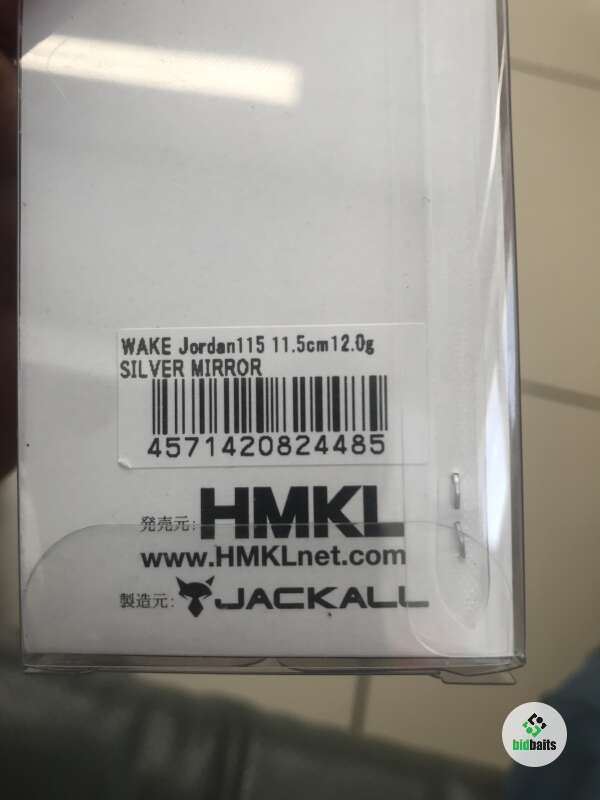 WAKE Jordan115 11.5cm12.0g
SILVER MIRROR
4571420824485
発売元: HMKL
www.HMKLnet.com
製造元: JACKALL
bidbaits